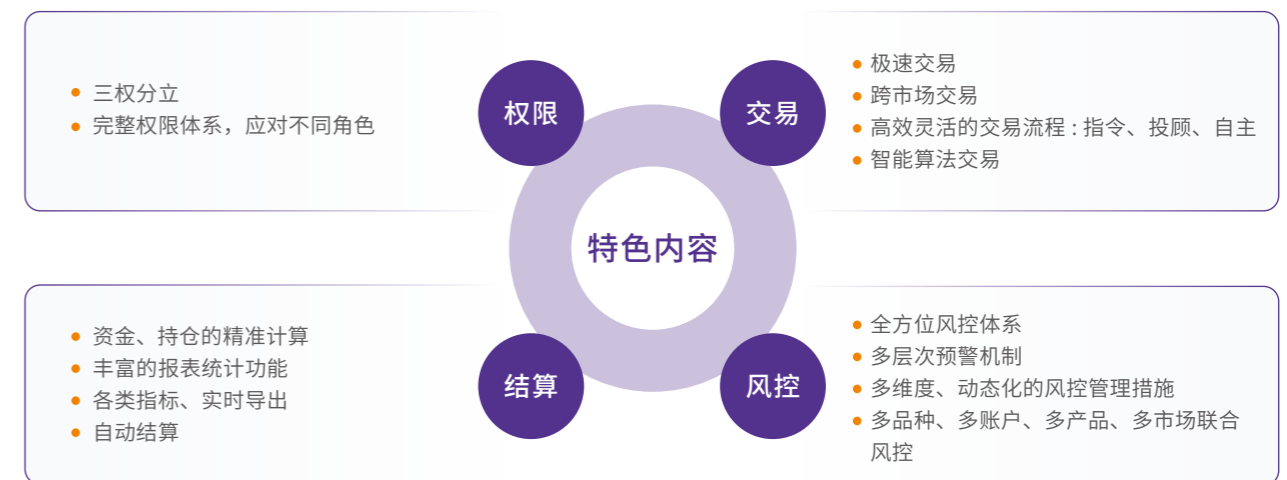 权限
三权分立
完整权限体系，应对不同角色
交易
极速交易
跨市场交易
高效灵活的交易流程 : 指令、投顾、自主
智能算法交易
特色内容
结算
资金、持仓的精准计算
丰富的报表统计功能
各类指标、实时导出
自动结算
风控
全方位风控体系
多层次预警机制
多维度、动态化的风控管理措施
多品种、多账户、多产品、多市场联合
风控